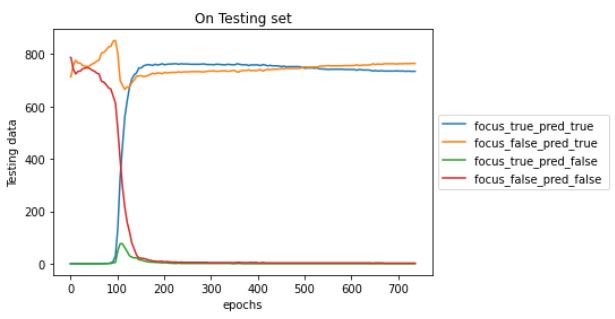 On Testing set
800
600
400
200
0
Testing data
0 100 200 300 400 500 600 700
epochs
focus_true_pred_true
focus_false_pred_true
focus_true_pred_false
focus_false_pred_false